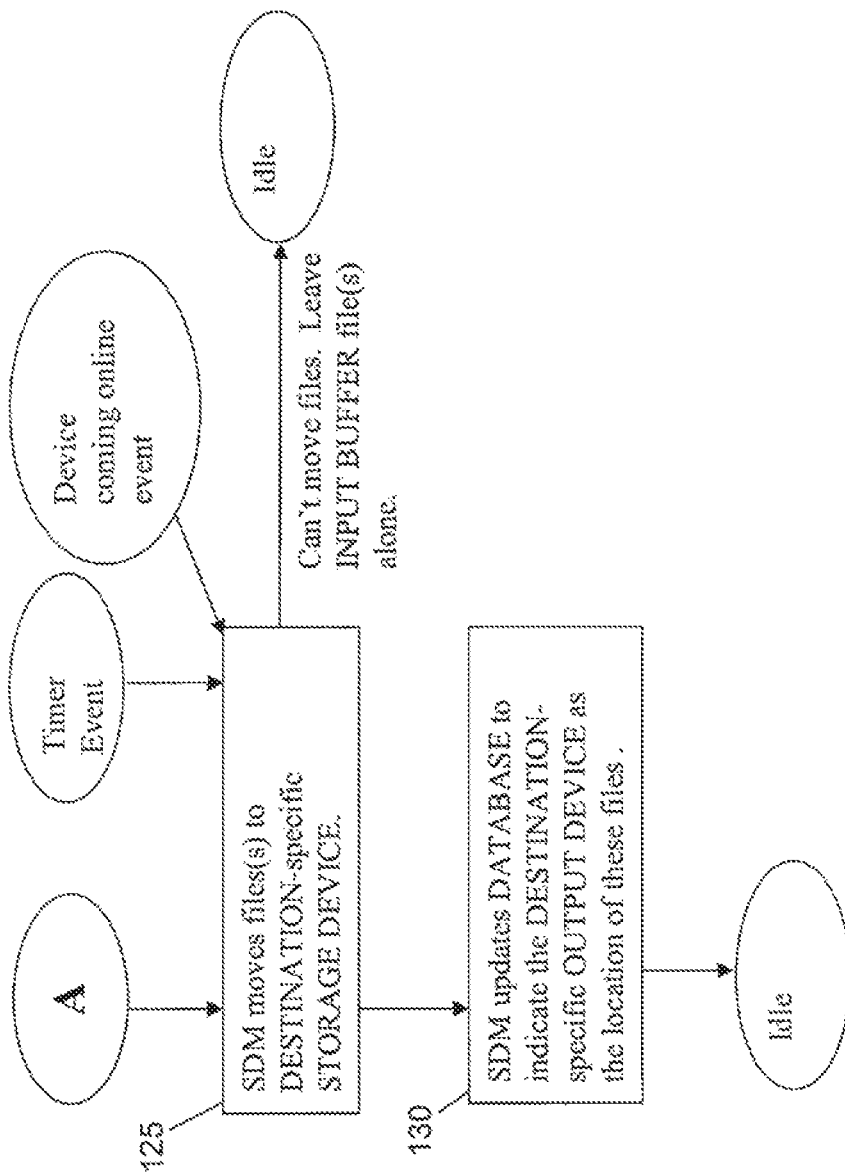 A
Timer
Event
Device
coming online
event
125
SDM moves files(s) to
DESTINATION-specific
STORAGE DEVICE.
Can't move files. Leave
INPUT BUFFER file(s)
alone.
Idle
130
SDM updates DATABASE to
indicate the DESTINATION-
specific OUTPUT DEVICE as
the location of these files .
Idle